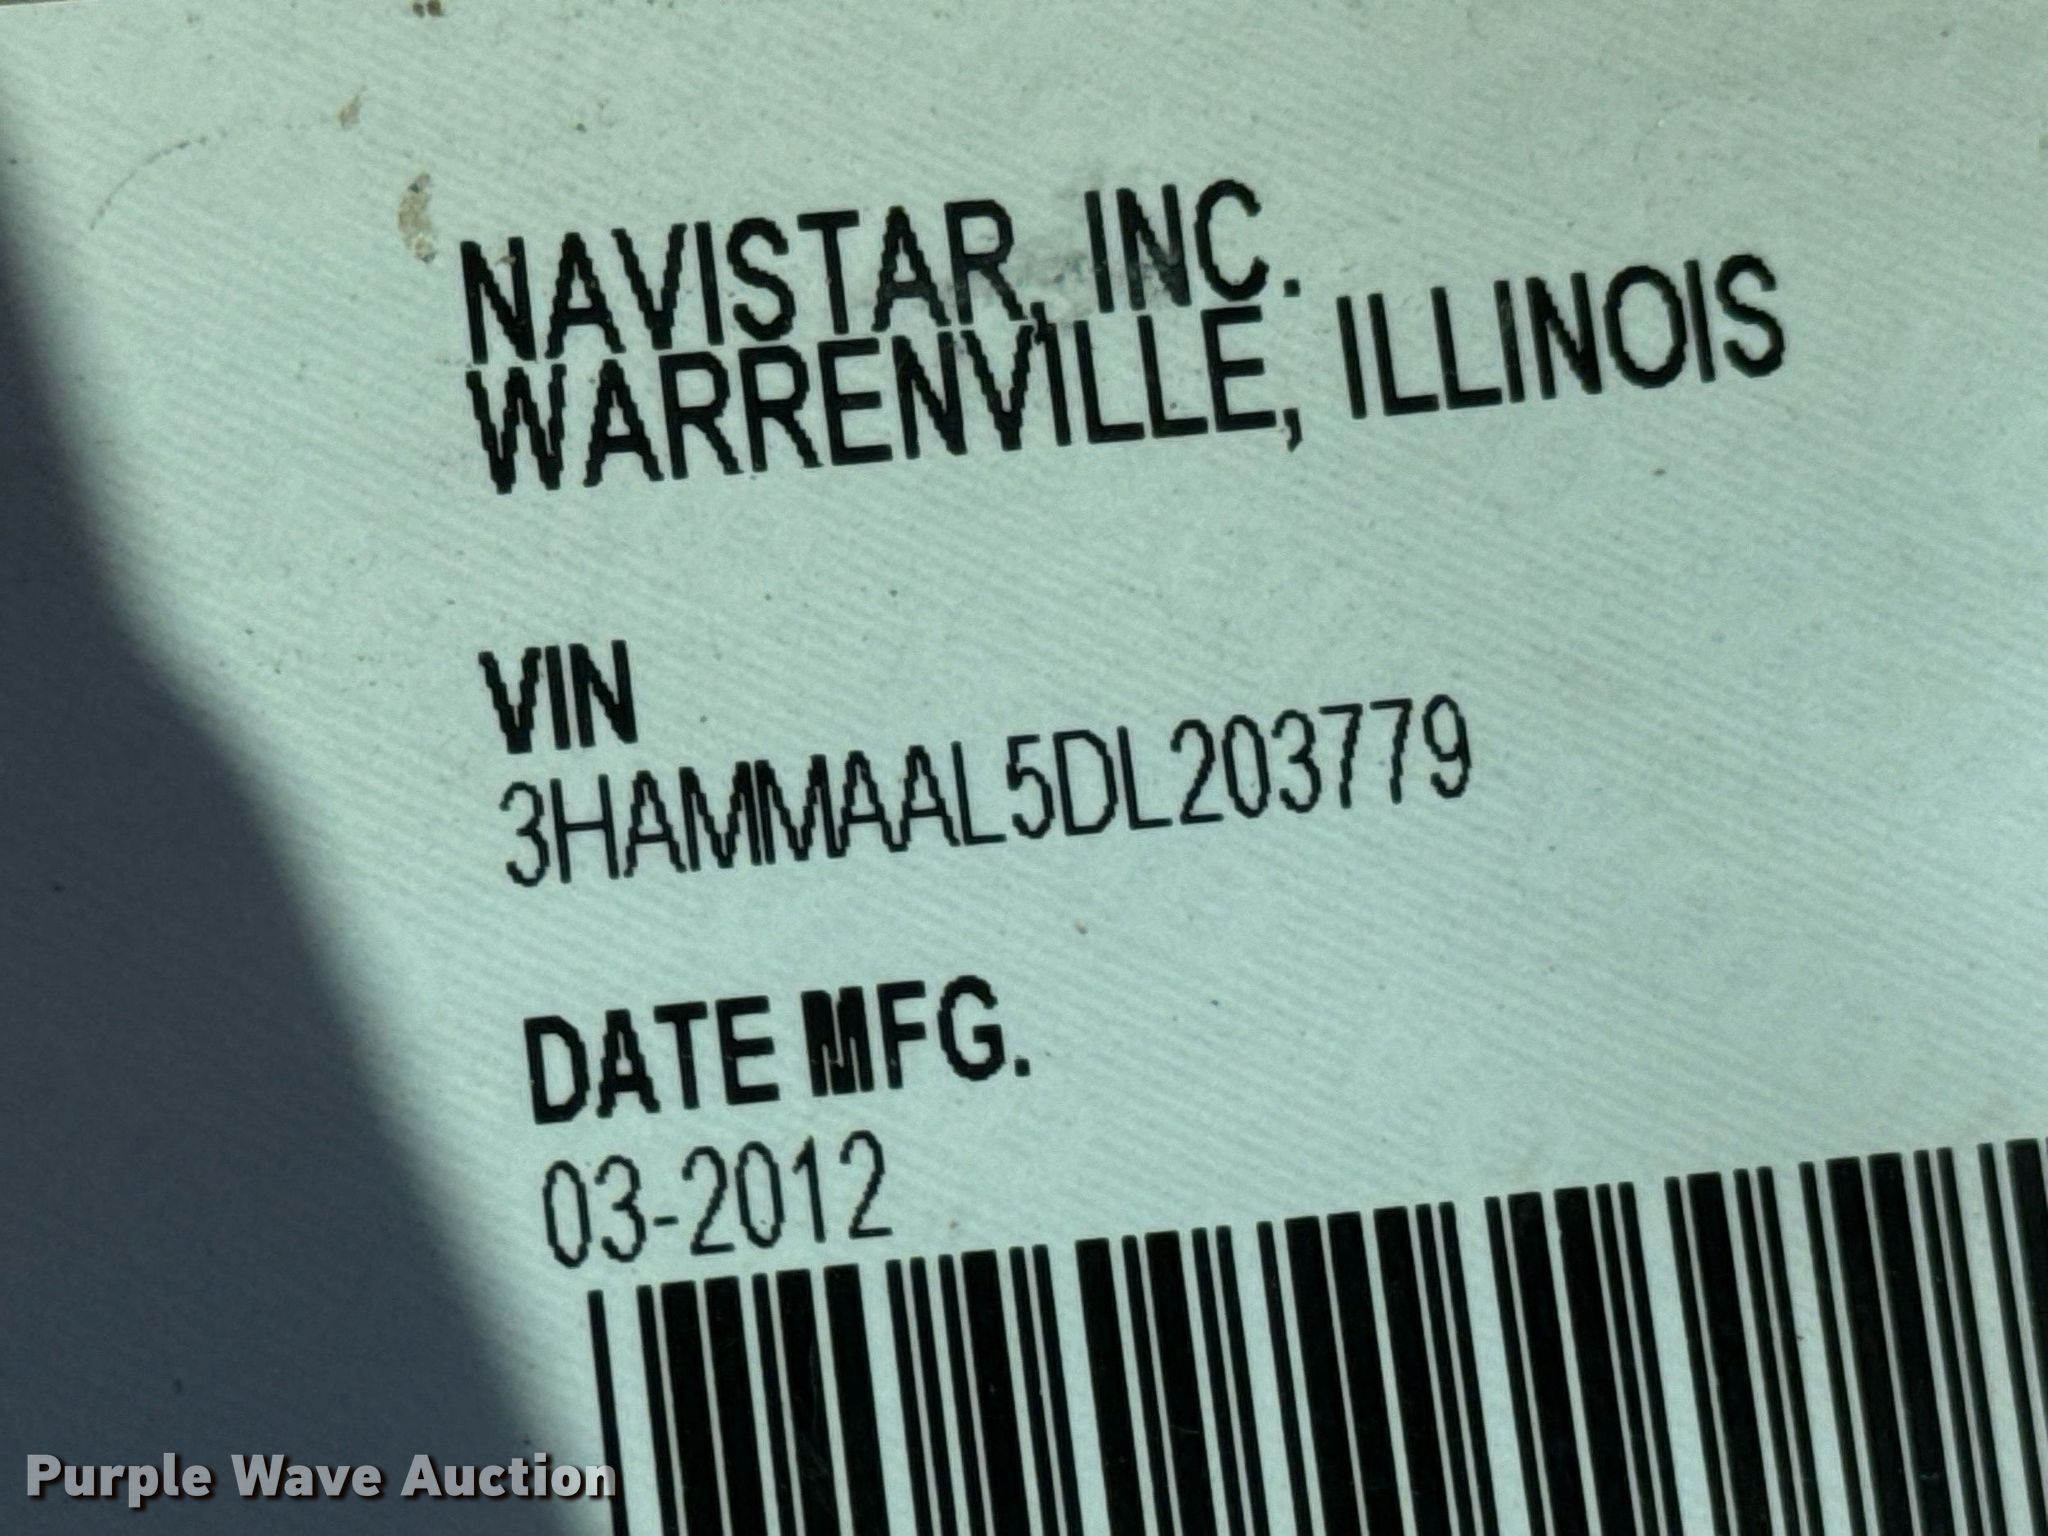 NAVISTAR, INC.
WARRENVILLE, ILLINOIS
VIN
3HAMMAAL5DL203779
DATE MFG.
03-2012
Purple Wave Auction